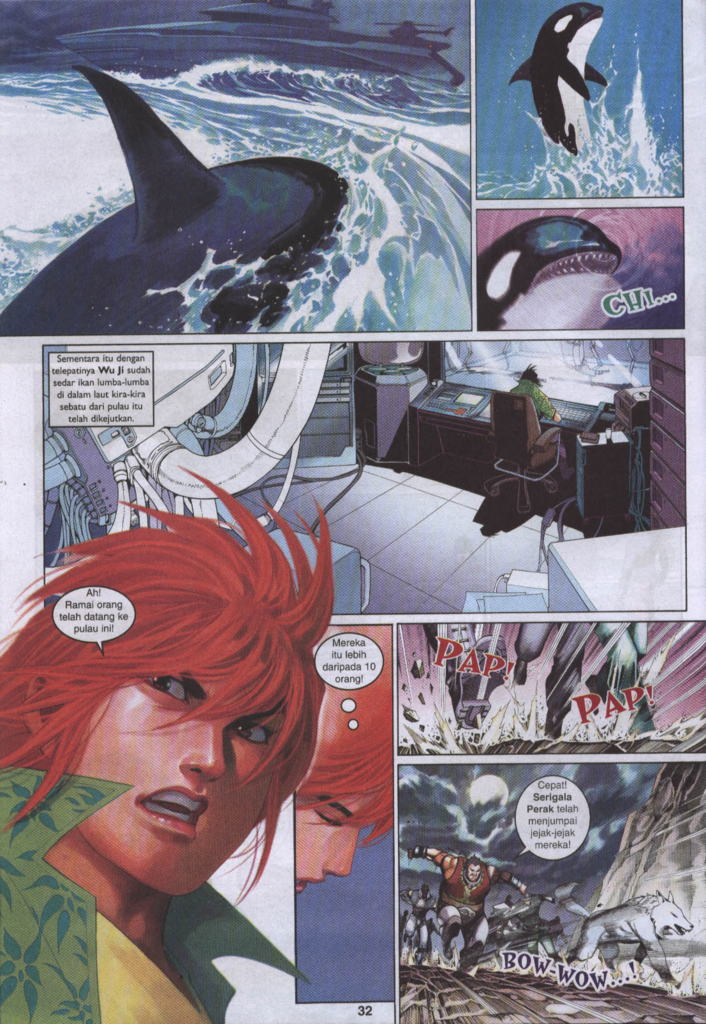 CHI...
Sementara itu dengan
telepatinya Wu Ji sudah
sedar ikan lumba-lumba
di dalam laut kira-kira
sebatu dari pulau itu
telah dikejutkan.
Ah!
Ramai orang
telah datang ke
pulau ini!
Mereka
itu lebih
daripada 10
orang!
PAP!
PAP!
Cepat!
Serigala
Perak telah
menjumpai
jejak-jejak
mereka!
BOW-WOW...!
32